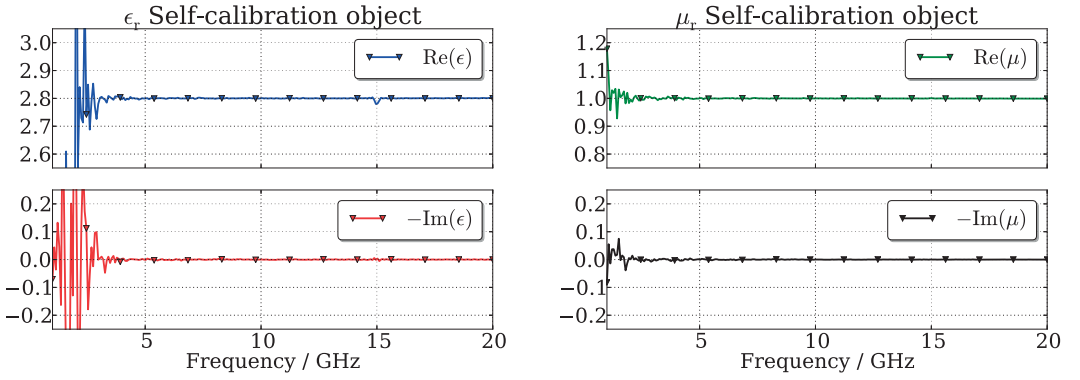 ϵr Self-calibration object
3.0
2.9
2.8
2.7
2.6
Re(ϵ)
0.2
0.1
0.0
−0.1
−0.2
−Im(ϵ)
5 10 15 20
Frequency / GHz
μr Self-calibration object
1.2
1.1
1.0
0.9
0.8
Re(μ)
0.2
0.1
0.0
−0.1
−0.2
−Im(μ)
5 10 15 20
Frequency / GHz